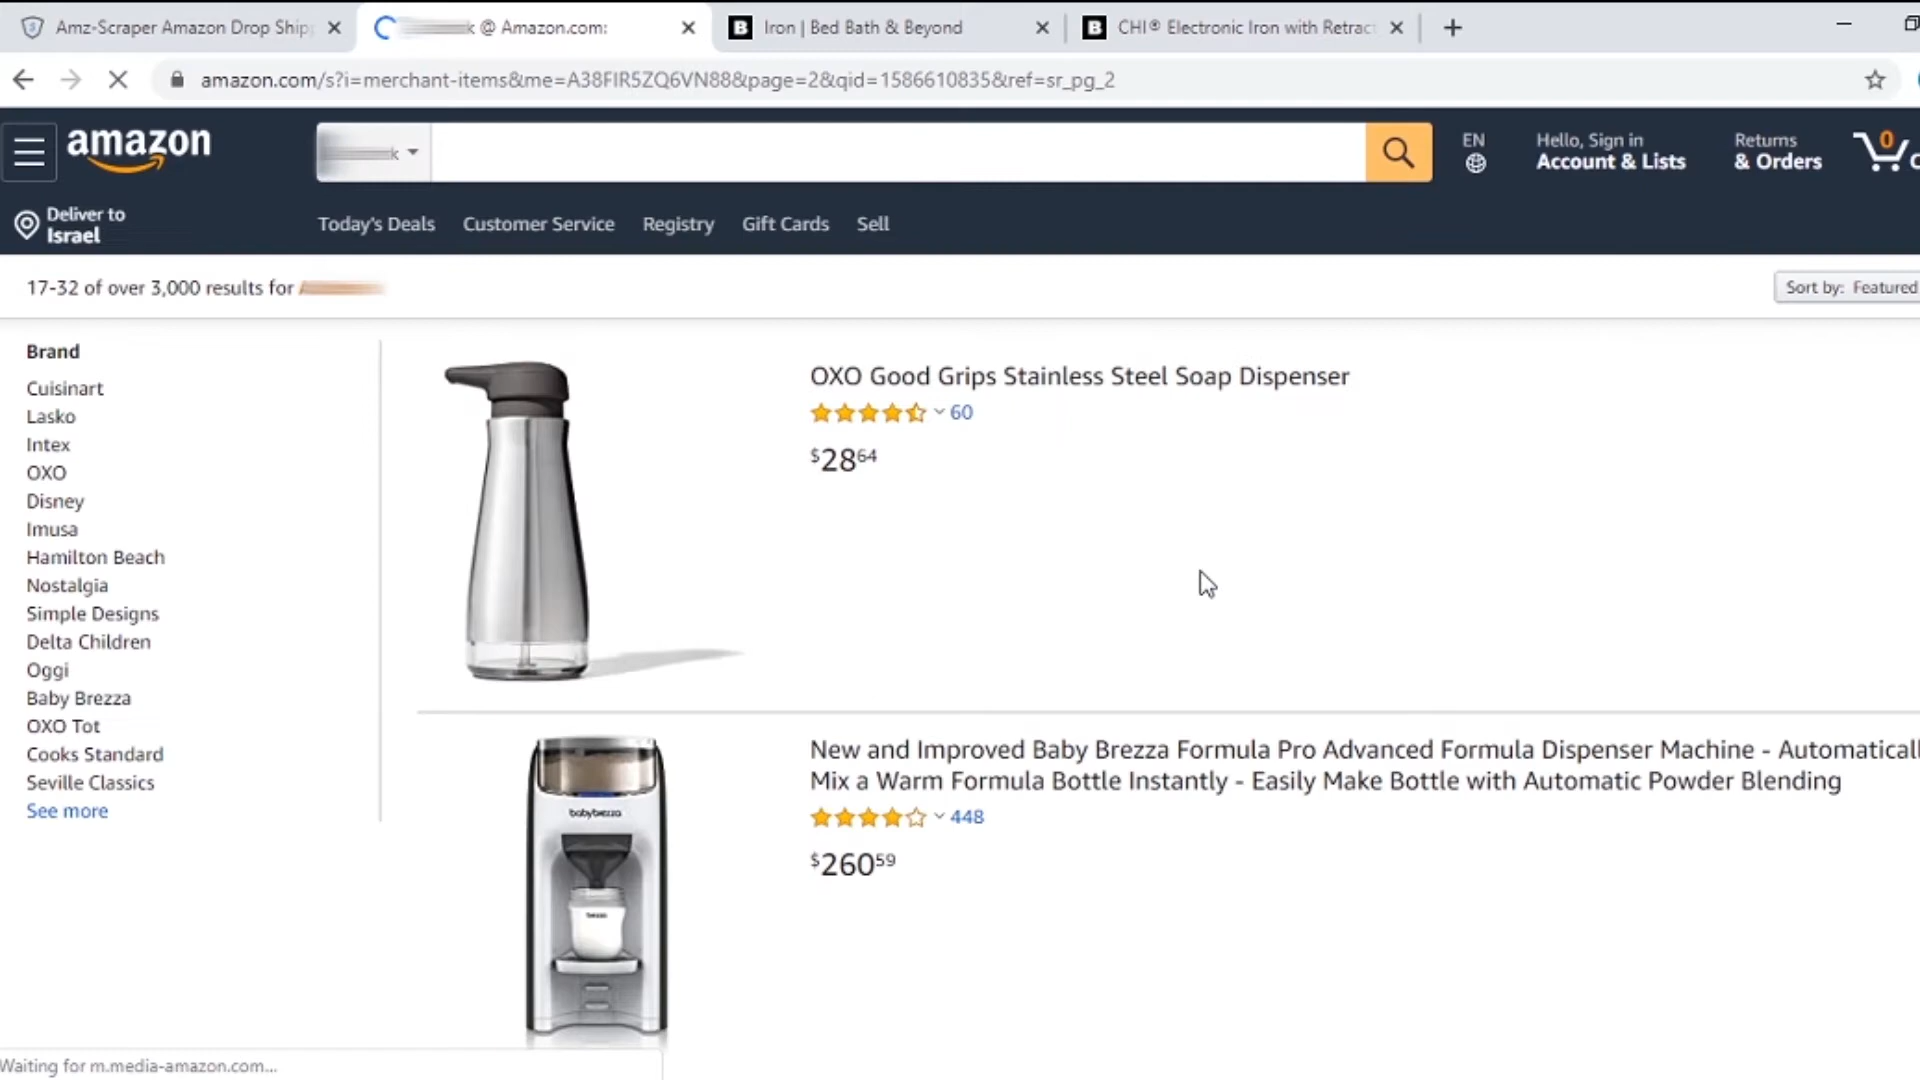 Amz-Scraper Amazon Drop Ship
@ Amazon.com:
Iron | Bed Bath & Beyond
CHI® Electronic Iron with Retract
amazon.com/s?i=merchant-items&me=A38FIR5ZQ6VN88&page=2&qid=1586610835&ref=sr_pg_2
amazon
EN
Hello, Sign in
Account & Lists
Returns
& Orders
0
Deliver to
Israel
Today's Deals
Customer Service
Registry
Gift Cards
Sell
17-32 of over 3,000 results for
Sort by: Featured
Brand
Cuisinart
Lasko
Intex
OXO
Disney
Imusa
Hamilton Beach
Nostalgia
Simple Designs
Delta Children
Oggi
Baby Brezza
OXO Tot
Cooks Standard
Seville Classics
See more
OXO Good Grips Stainless Steel Soap Dispenser
60
$2864
New and Improved Baby Brezza Formula Pro Advanced Formula Dispenser Machine - Automaticall
Mix a Warm Formula Bottle Instantly - Easily Make Bottle with Automatic Powder Blending
448
$26059
babybrezza
Waiting for m.media-amazon.com...